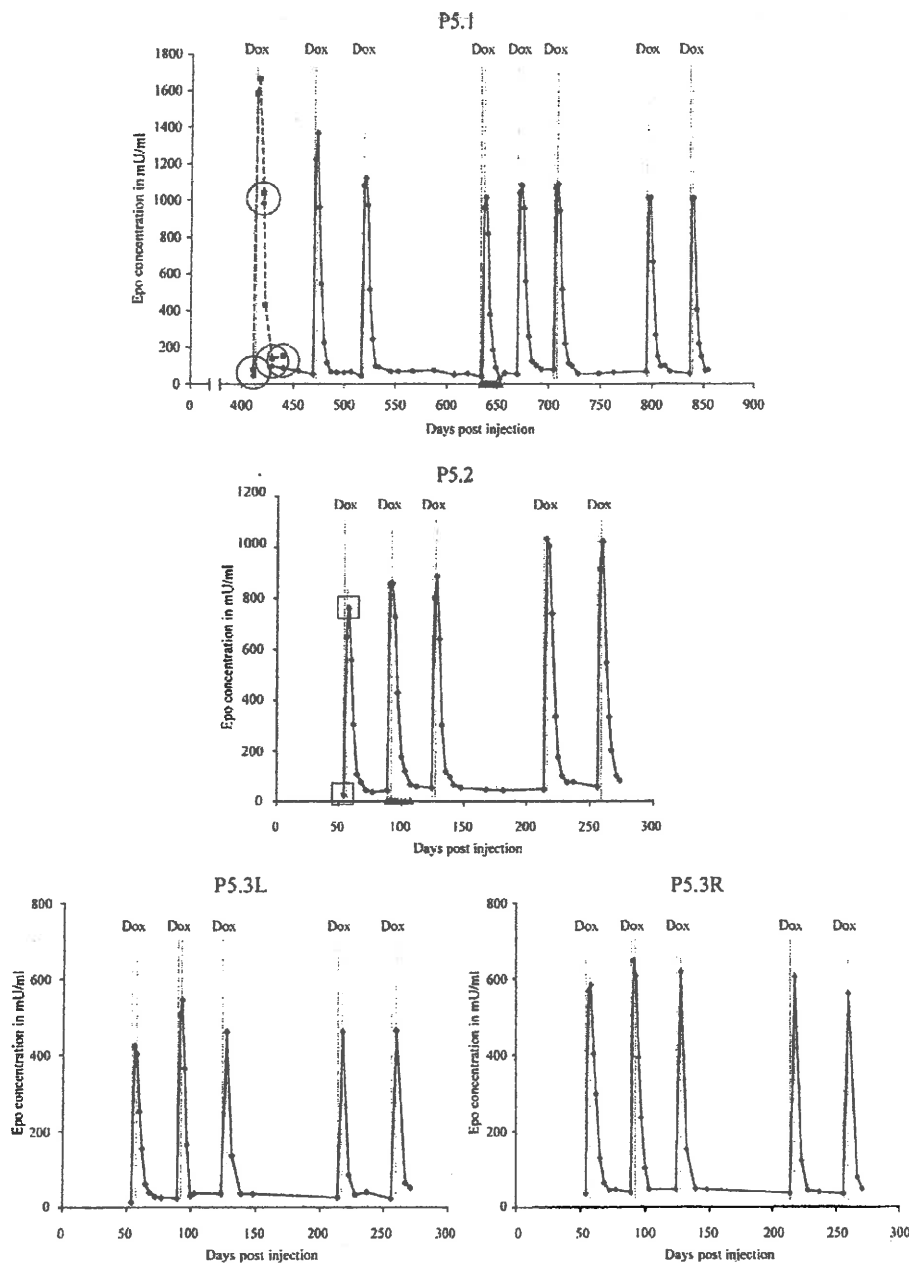 P5.1
Dox Dox Dox Dox Dox Dox Dox Dox
Epo concentration in mU/ml
1800
1600
1400
1200
1000
800
600
400
200
0
0 400 450 500 550 600 650 700 750 800 850 900
Days post injection
P5.2
Dox Dox Dox Dox Dox
Epo concentration in mU/ml
1200
1000
800
600
400
200
0
0 50 100 150 200 250 300
Days post injection
P5.3L
Dox Dox Dox Dox Dox
Epo concentration in mU/ml
800
600
400
200
0
0 50 100 150 200 250 300
Days post injection
P5.3R
Dox Dox Dox Dox Dox
Epo concentration in mU/ml
800
600
400
200
0
0 50 100 150 200 250 300
Days post injection